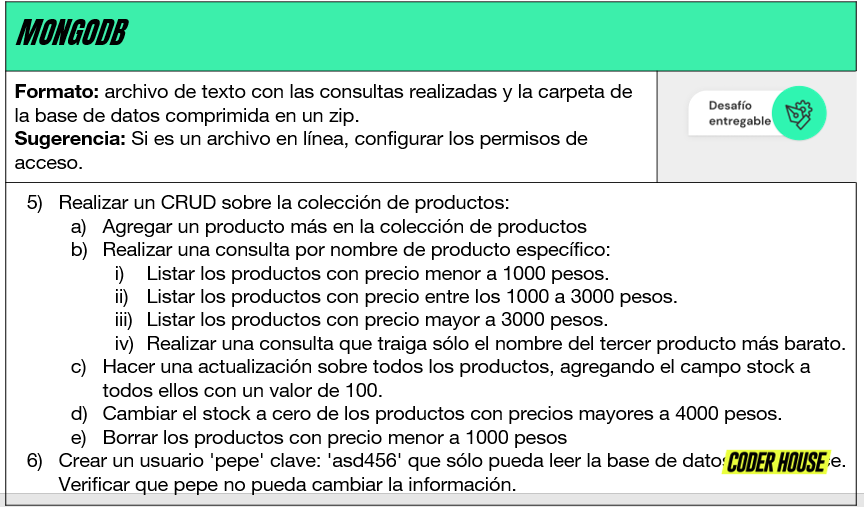 MONGODB
Formato: archivo de texto con las consultas realizadas y la carpeta de
la base de datos comprimida en un zip.
Sugerencia: Si es un archivo en línea, configurar los permisos de
acceso.
Desafío
entregable
5) Realizar un CRUD sobre la colección de productos:
a) Agregar un producto más en la colección de productos
b) Realizar una consulta por nombre de producto específico:
i) Listar los productos con precio menor a 1000 pesos.
ii) Listar los productos con precio entre los 1000 a 3000 pesos.
iii) Listar los productos con precio mayor a 3000 pesos.
iv) Realizar una consulta que traiga sólo el nombre del tercer producto más barato.
c) Hacer una actualización sobre todos los productos, agregando el campo stock a
todos ellos con un valor de 100.
d) Cambiar el stock a cero de los productos con precios mayores a 4000 pesos.
e) Borrar los productos con precio menor a 1000 pesos
6) Crear un usuario 'pepe' clave: 'asd456' que sólo pueda leer la base de
CODER HOUSE
Verificar que pepe no pueda cambiar la información.